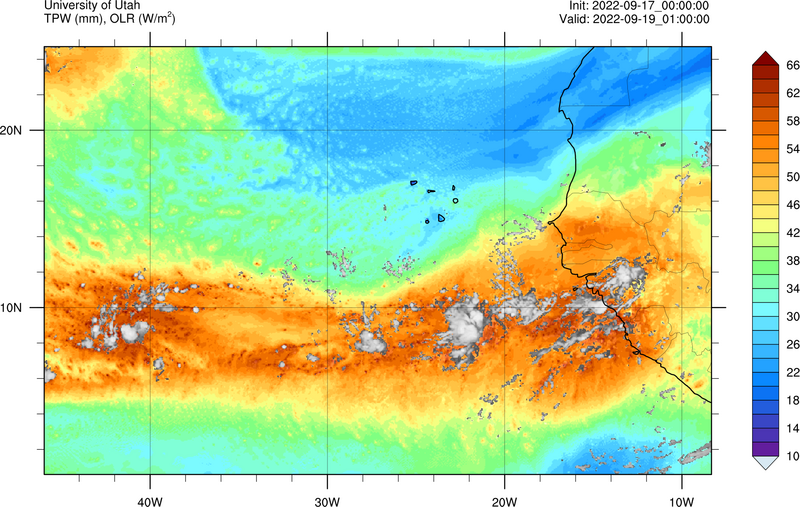 University of Utah
TPW (mm), OLR (W/m²)
Init: 2022-09-17_00:00:00
Valid: 2022-09-19_01:00:00
20N
10N
40W
30W
20W
10W
66
62
58
54
50
46
42
38
34
30
26
22
18
14
10